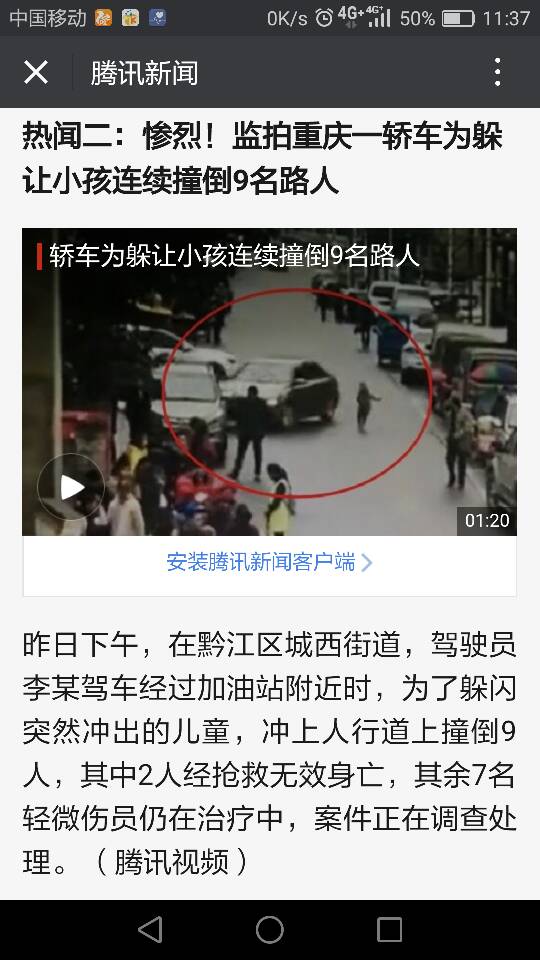 中国移动 0K/s 4G+ 4G+ 50% 11:37
腾讯新闻
热闻二：惨烈！监拍重庆一轿车为躲
让小孩连续撞倒9名路人
轿车为躲让小孩连续撞倒9名路人
01:20
安装腾讯新闻客户端
昨日下午，在黔江区城西街道，驾驶员
李某驾车经过加油站附近时，为了躲闪
突然冲出的儿童，冲上人行道上撞倒9
人，其中2人经抢救无效身亡，其余7名
轻微伤员仍在治疗中，案件正在调查处
理。（腾讯视频）